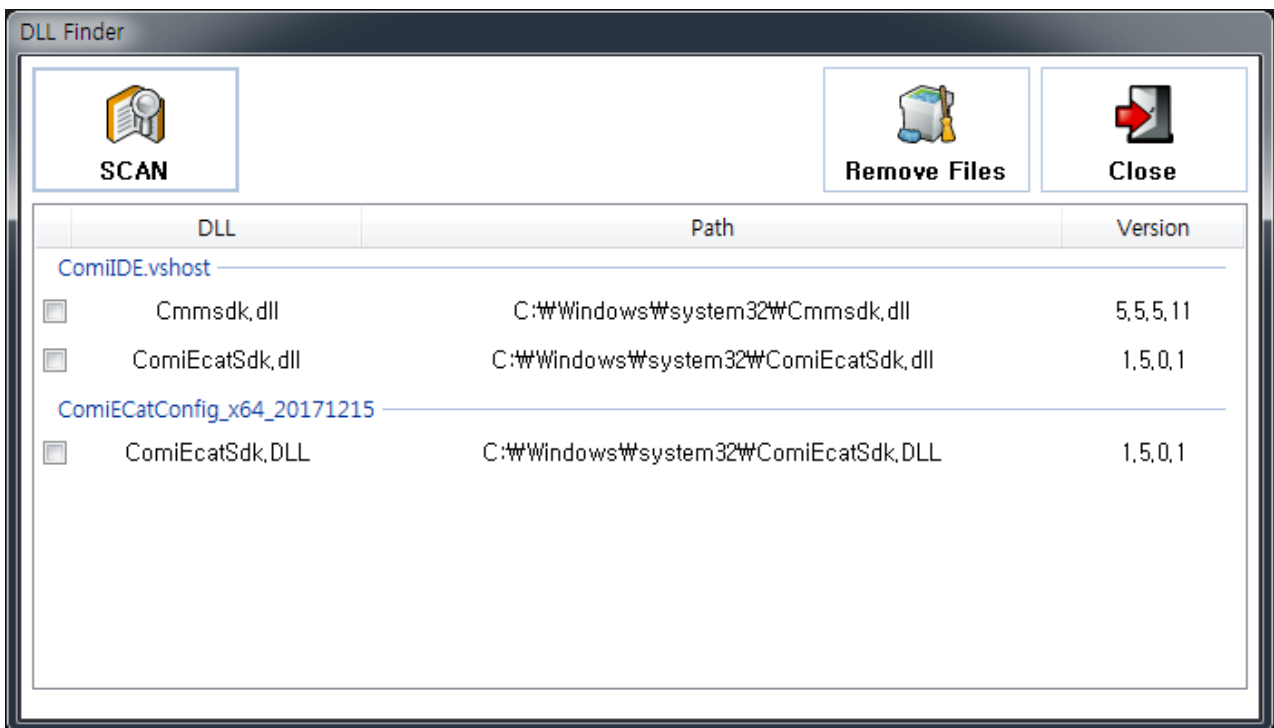 DLL Finder
SCAN Remove Files Close
DLL Path Version
ComiIDE.vshost
Cmmsdk.dll C:₩Windows₩system32₩Cmmsdk.dll 5,5,5,11
ComiEcatSdk.dll C:₩Windows₩system32₩ComiEcatSdk.dll 1,5,0,1
ComiECatConfig_x64_20171215
ComiEcatSdk.DLL C:₩Windows₩system32₩ComiEcatSdk.DLL 1,5,0,1